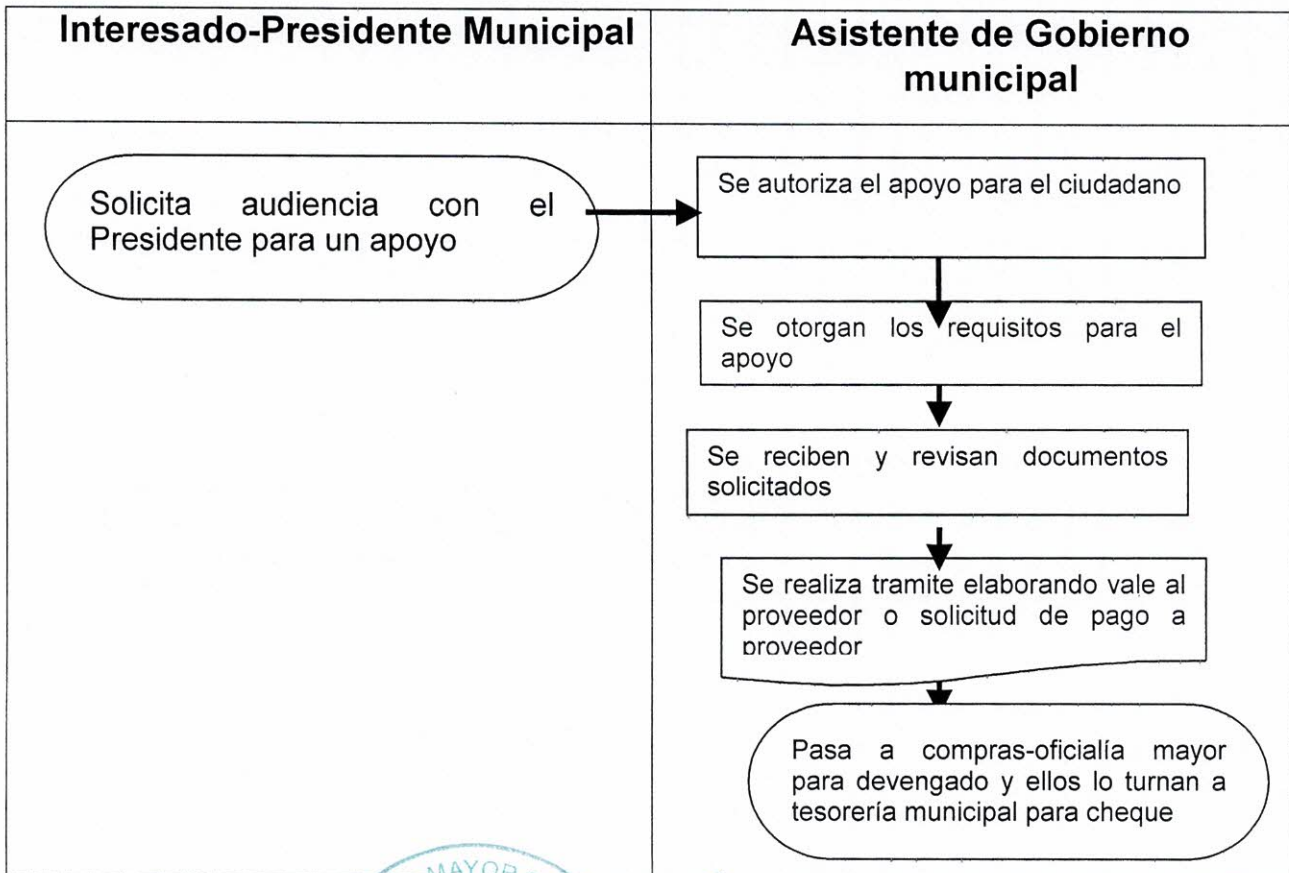 Interesado-Presidente Municipal
Asistente de Gobierno
municipal
Solicita audiencia con el
Presidente para un apoyo
Se autoriza el apoyo para el ciudadano
Se otorgan los requisitos para el
apoyo
Se reciben y revisan documentos
solicitados
Se realiza tramite elaborando vale al
proveedor o solicitud de pago a
proveedor
Pasa a compras-oficialía mayor
para devengado y ellos lo turnan a
tesorería municipal para cheque
MAYOR